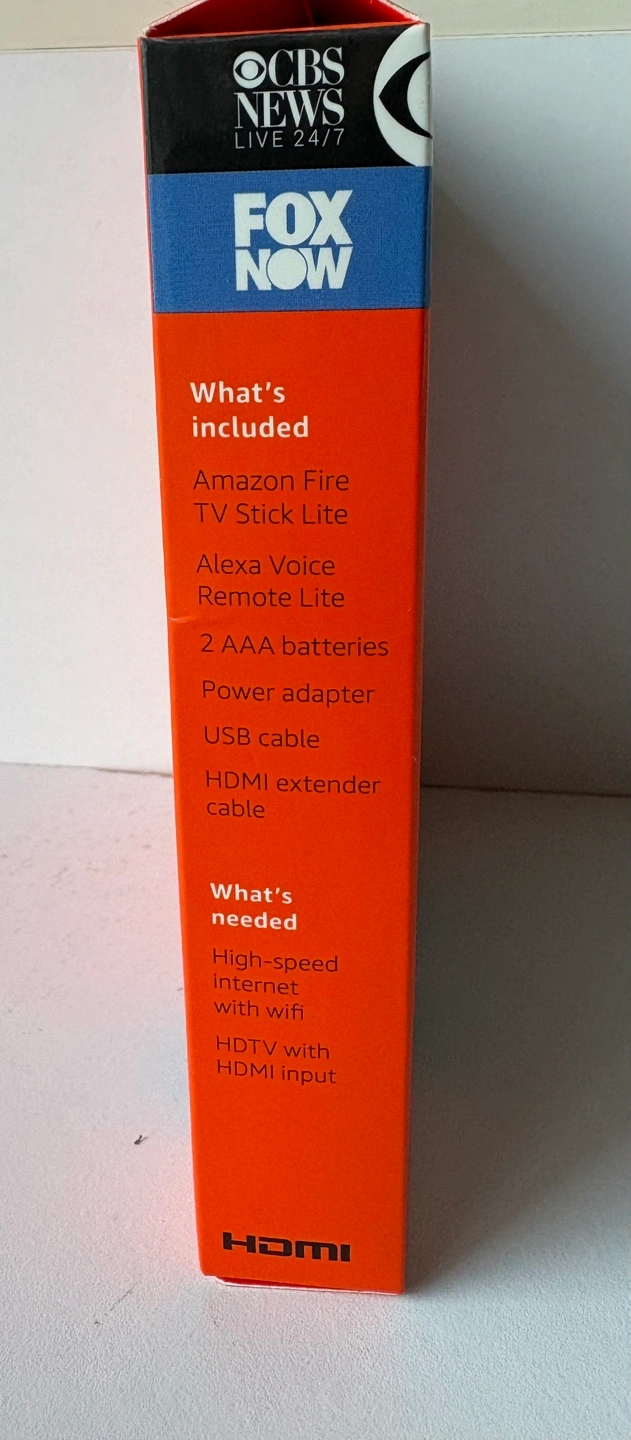 CBS
NEWS
LIVE 24/7
FOX
NOW
What's
included
Amazon Fire
TV Stick Lite
Alexa Voice
Remote Lite
2 AAA batteries
Power adapter
USB cable
HDMI extender
cable
What's
needed
High-speed
internet
with wifi
HDTV with
HDMI input
HDMI